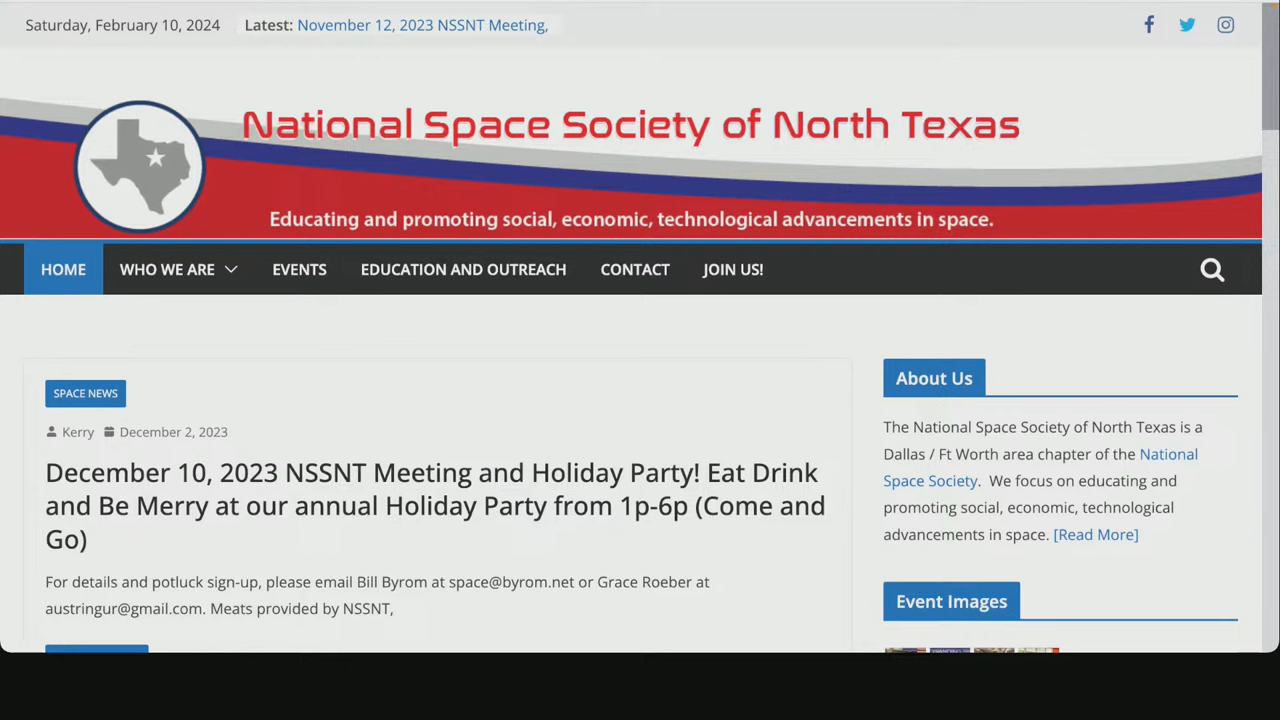 Saturday, February 10, 2024 Latest: November 12, 2023 NSSNT Meeting,
National Space Society of North Texas
Educating and promoting social, economic, technological advancements in space.
HOME WHO WE ARE EVENTS EDUCATION AND OUTREACH CONTACT JOIN US!
SPACE NEWS
Kerry December 2, 2023
December 10, 2023 NSSNT Meeting and Holiday Party! Eat Drink
and Be Merry at our annual Holiday Party from 1p-6p (Come and
Go)
For details and potluck sign-up, please email Bill Byrom at space@byrom.net or Grace Roeber at
austringur@gmail.com. Meats provided by NSSNT,
About Us
The National Space Society of North Texas is a
Dallas / Ft Worth area chapter of the National
Space Society. We focus on educating and
promoting social, economic, technological
advancements in space. [Read More]
Event Images